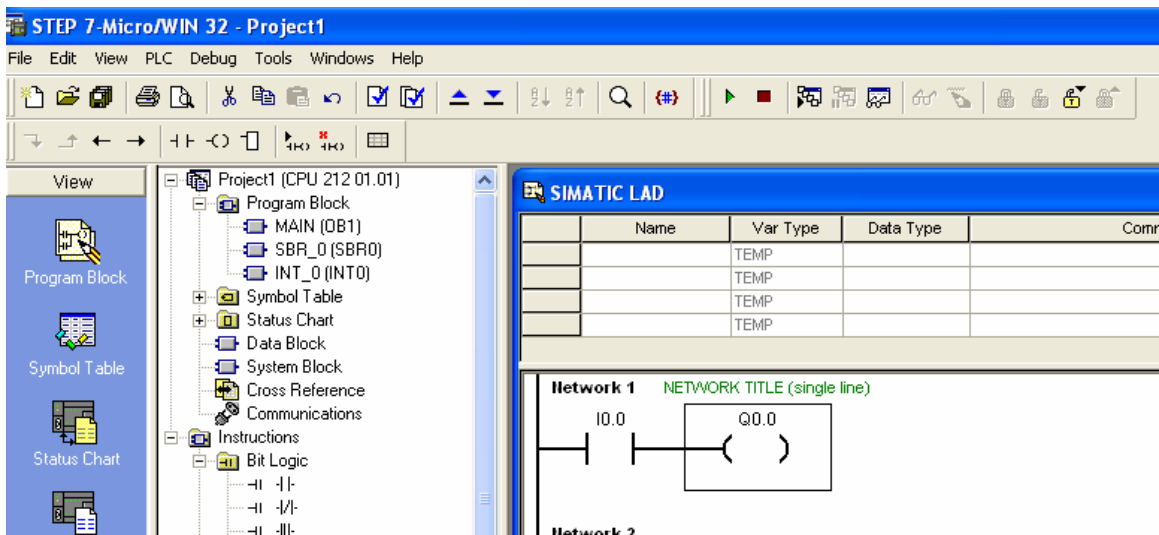 STEP 7-Micro/WIN 32 - Project1
File Edit View PLC Debug Tools Windows Help
View
Program Block
Symbol Table
Status Chart
Project1 (CPU 212 01.01)
Program Block
MAIN (OB1)
SBR_0 (SBR0)
INT_0 (INT0)
Symbol Table
Status Chart
Data Block
System Block
Cross Reference
Communications
Instructions
Bit Logic
SIMATIC LAD
Name Var Type Data Type
TEMP
TEMP
TEMP
TEMP
Network 1 NETWORK TITLE (single line)
I0.0 Q0.0
Network 2